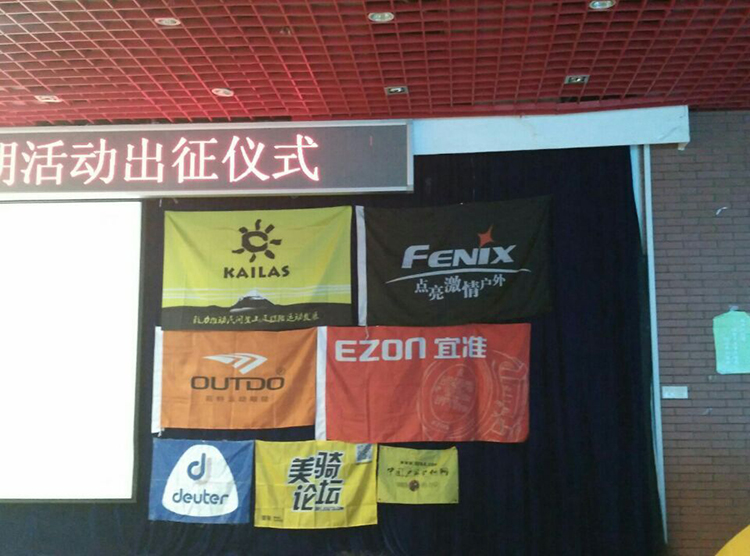 期活动出征仪式
KAILAS
FENIX
点亮激情户外
OUTDO®
EZON 宜准
deuter
美骑
论坛